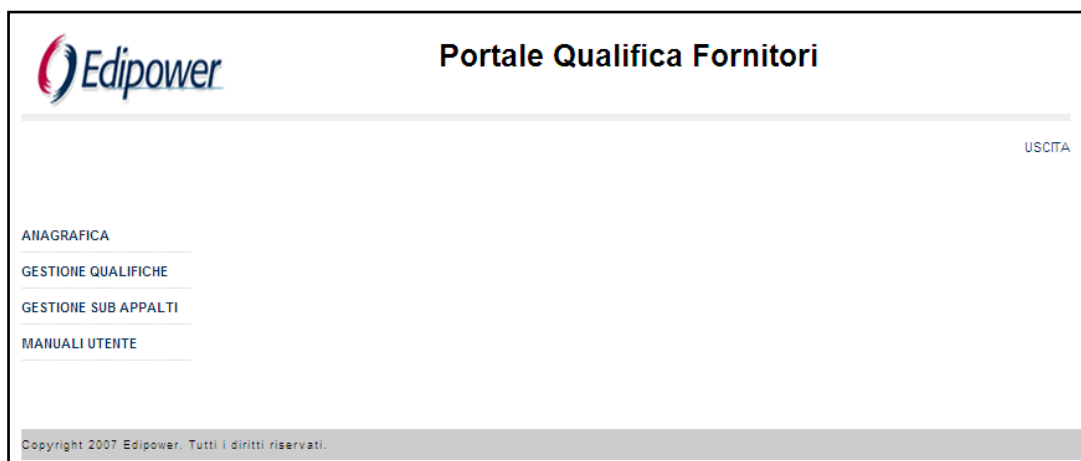 Edipower
Portale Qualifica Fornitori
USCITA
ANAGRAFICA
GESTIONE QUALIFICHE
GESTIONE SUB APPALTI
MANUALI UTENTE
Copyright 2007 Edipower. Tutti i diritti riservati.